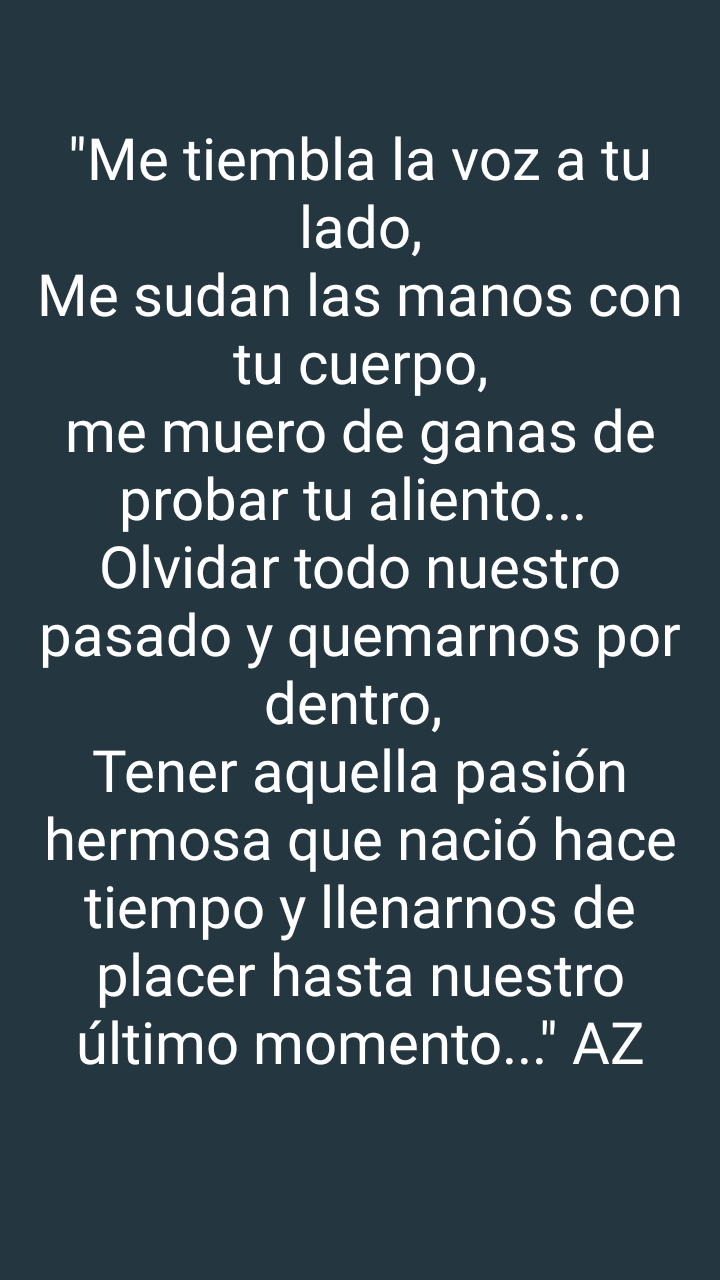 "Me tiembla la voz a tu
lado,
Me sudan las manos con
tu cuerpo,
me muero de ganas de
probar tu aliento...
Olvidar todo nuestro
pasado y quemarnos por
dentro,
Tener aquella pasión
hermosa que nació hace
tiempo y llenarnos de
placer hasta nuestro
último momento..." AZ